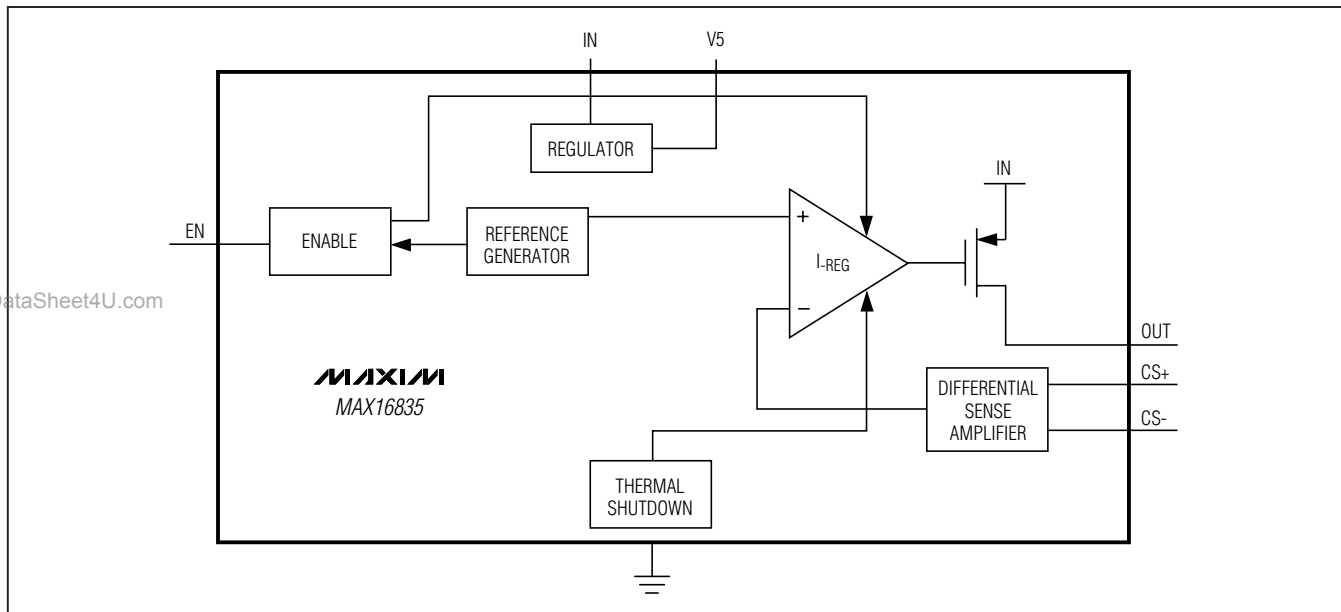 IN
V5
REGULATOR
IN
EN
ENABLE
REFERENCE
GENERATOR
+
I-REG
−
ataSheet4U.com
OUT
CS+
DIFFERENTIAL
SENSE
AMPLIFIER
CS-
MAXIM
MAX16835
THERMAL
SHUTDOWN